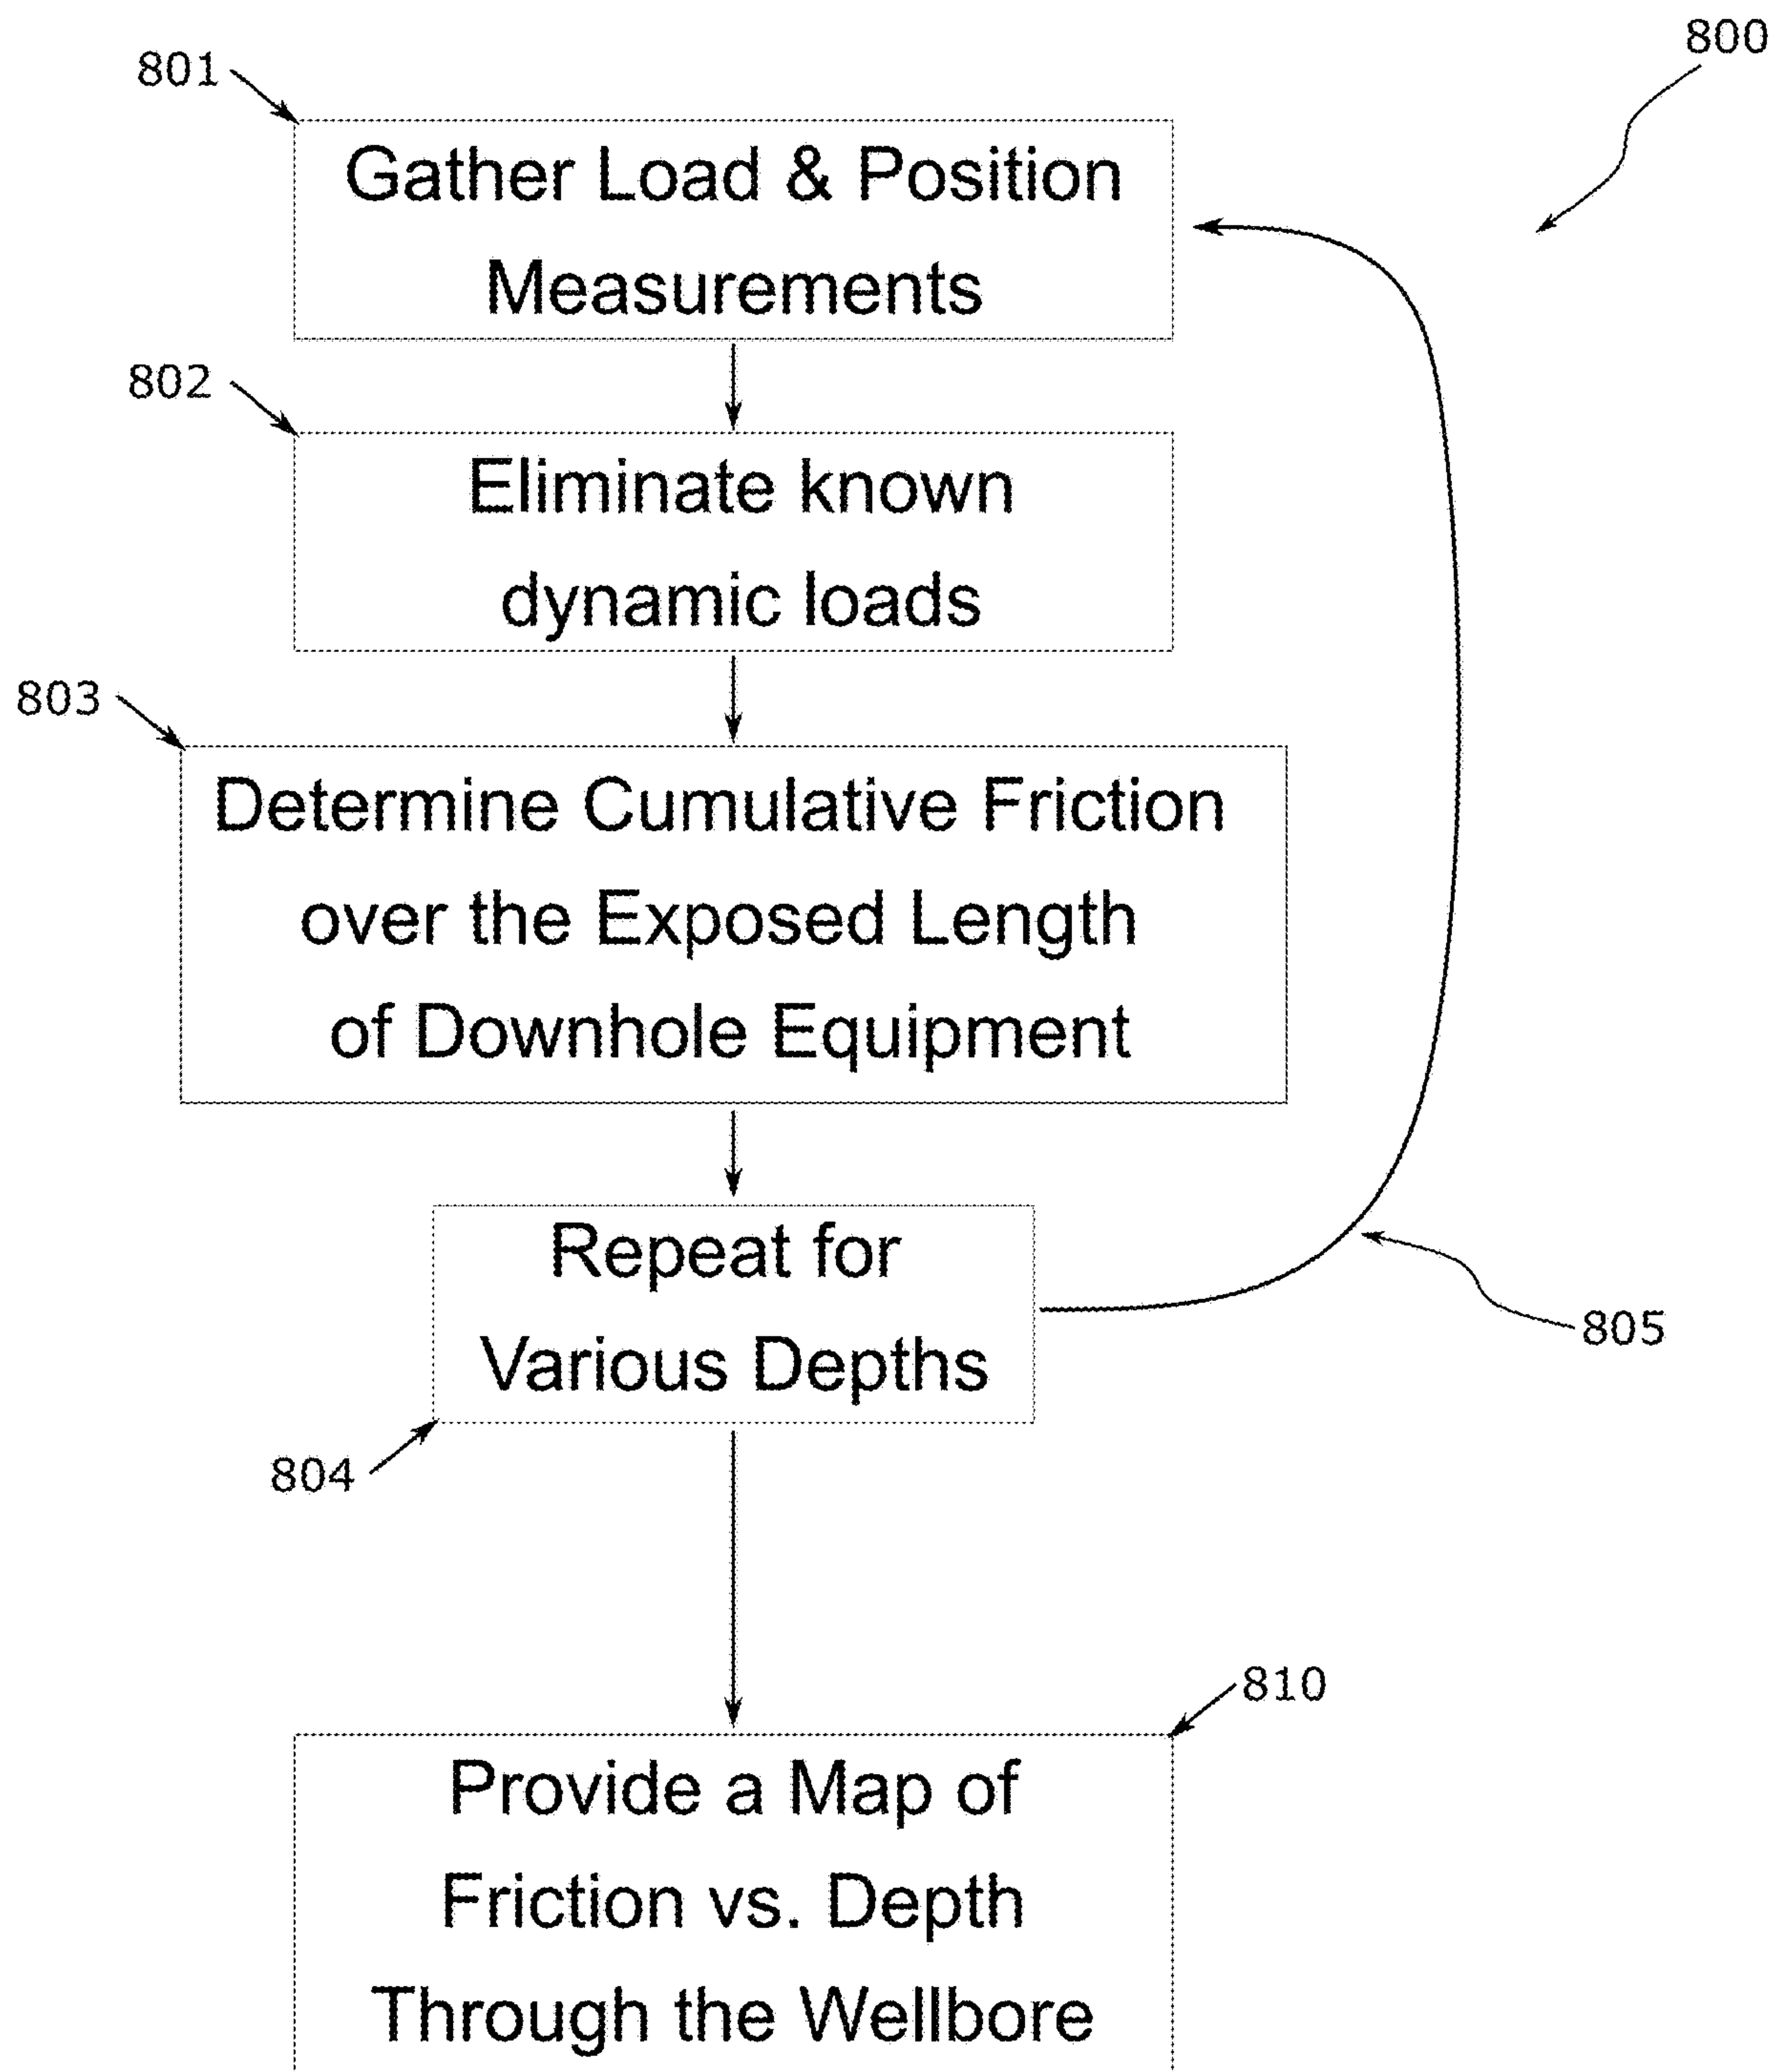 800
801
Gather Load & Position
Measurements
802
Eliminate known
dynamic loads
803
Determine Cumulative Friction
over the Exposed Length
of Downhole Equipment
Repeat for
Various Depths
805
804
810
Provide a Map of
Friction vs. Depth
Through the Wellbore